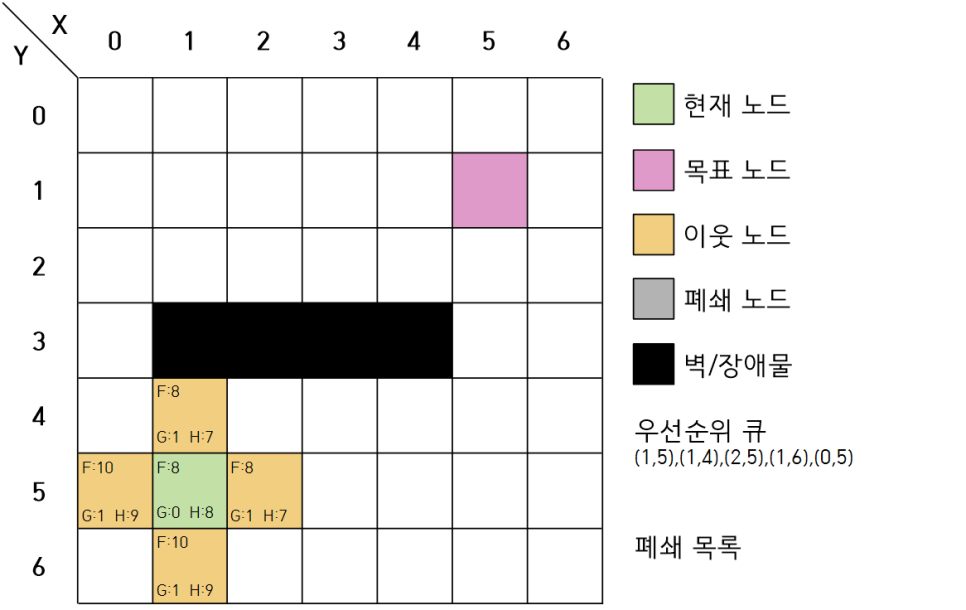 X
Y
0 1 2 3 4 5 6
0
1
2
3
4
5
6
F:8
G:1 H:7
F:10
G:1 H:9
F:8
G:0 H:8
F:8
G:1 H:7
F:10
G:1 H:9
현재 노드
목표 노드
이웃 노드
폐쇄 노드
벽/장애물
우선순위 큐
(1,5),(1,4),(2,5),(1,6),(0,5)
폐쇄 목록